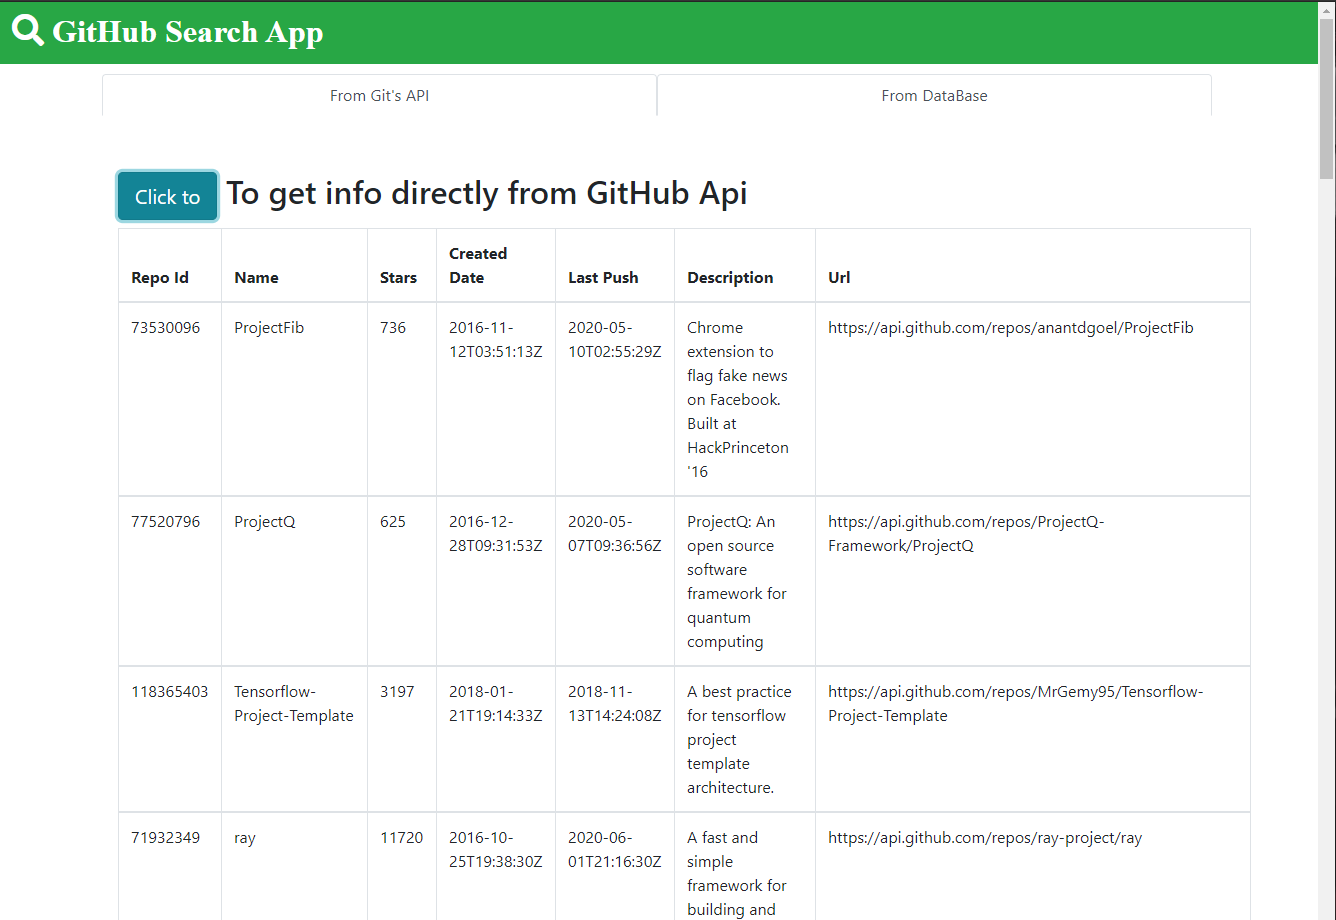 GitHub Search App
From Git's API
From DataBase
Click to To get info directly from GitHub Api
Repo Id Name Stars Created Date Last Push Description Url
73530096 ProjectFib 736 2016-11-12T03:51:13Z 2020-05-10T02:55:29Z Chrome extension to flag fake news on Facebook. Built at HackPrinceton '16 https://api.github.com/repos/anantdgoel/ProjectFib
77520796 ProjectQ 625 2016-12-28T09:31:53Z 2020-05-07T09:36:56Z ProjectQ: An open source software framework for quantum computing https://api.github.com/repos/ProjectQ-Framework/ProjectQ
118365403 Tensorflow-Project-Template 3197 2018-01-21T19:14:33Z 2018-11-13T14:24:08Z A best practice for tensorflow project template architecture. https://api.github.com/repos/MrGemy95/Tensorflow-Project-Template
71932349 ray 11720 2016-10-25T19:38:30Z 2020-06-01T21:16:30Z A fast and simple framework for building and https://api.github.com/repos/ray-project/ray